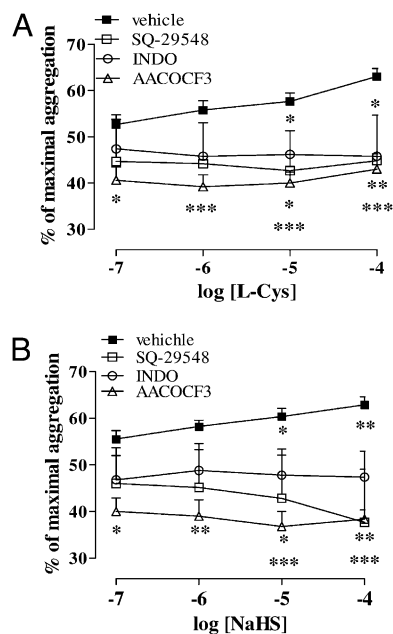 A
vehicle
SQ-29548
INDO
AACOCF3
% of maximal aggregation
70
60
50
40
30
*
*
**
*
***
*
***
***
-7
-6
-5
-4
log [L-Cys]
B
vehichle
SQ-29548
INDO
AACOCF3
% of maximal aggregation
70
60
50
40
30
*
**
*
**
*
**
***
***
-7
-6
-5
-4
log [NaHS]